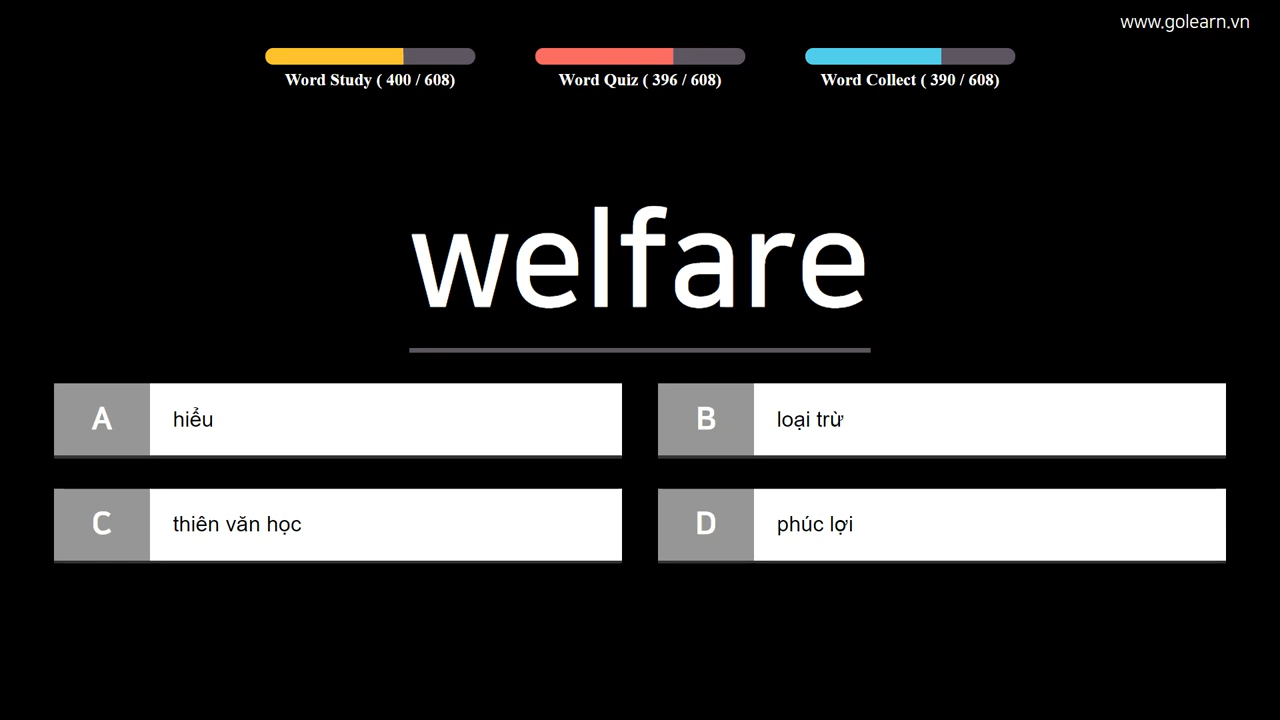 www.golearn.vn
Word Study ( 400 / 608)
Word Quiz ( 396 / 608)
Word Collect ( 390 / 608)
welfare
A hiểu
B loại trừ
C thiên văn học
D phúc lợi